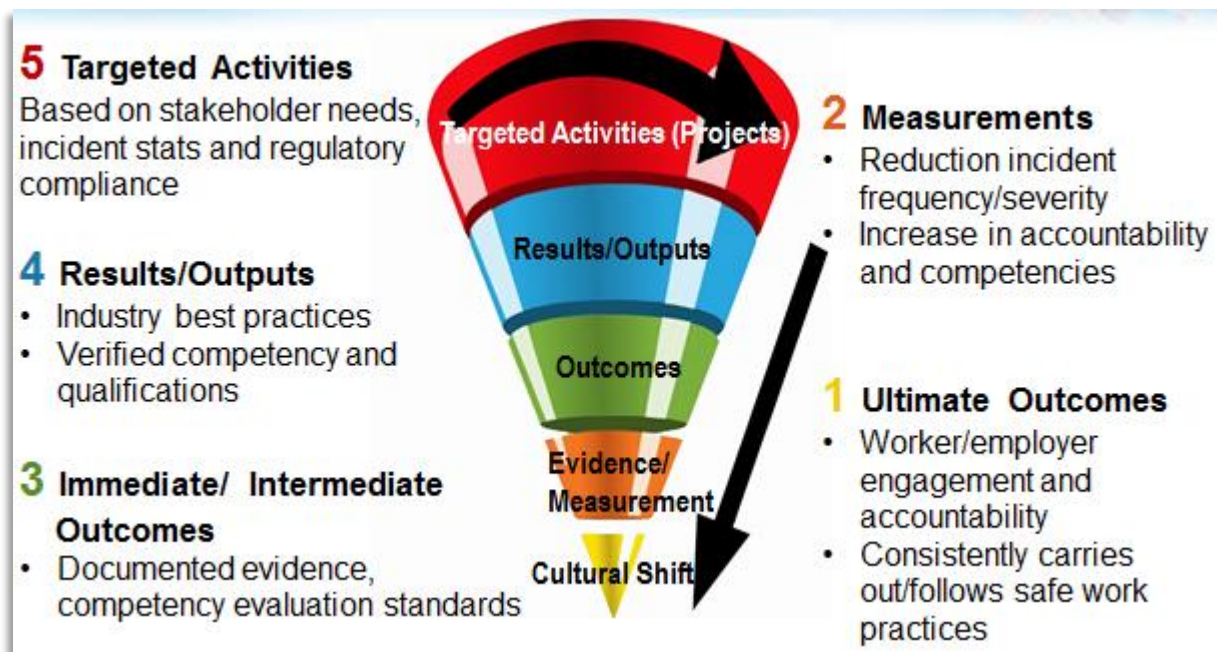 5 Targeted Activities
Based on stakeholder needs,
incident stats and regulatory
compliance
4 Results/Outputs
• Industry best practices
• Verified competency and
qualifications
3 Immediate/ Intermediate
Outcomes
• Documented evidence,
competency evaluation standards
Targeted Activities (Projects)
Results/Outputs
Outcomes
Evidence/
Measurement
Cultural Shift
2 Measurements
• Reduction incident
frequency/severity
• Increase in accountability
and competencies
1 Ultimate Outcomes
• Worker/employer
engagement and
accountability
• Consistently carries
out/follows safe work
practices